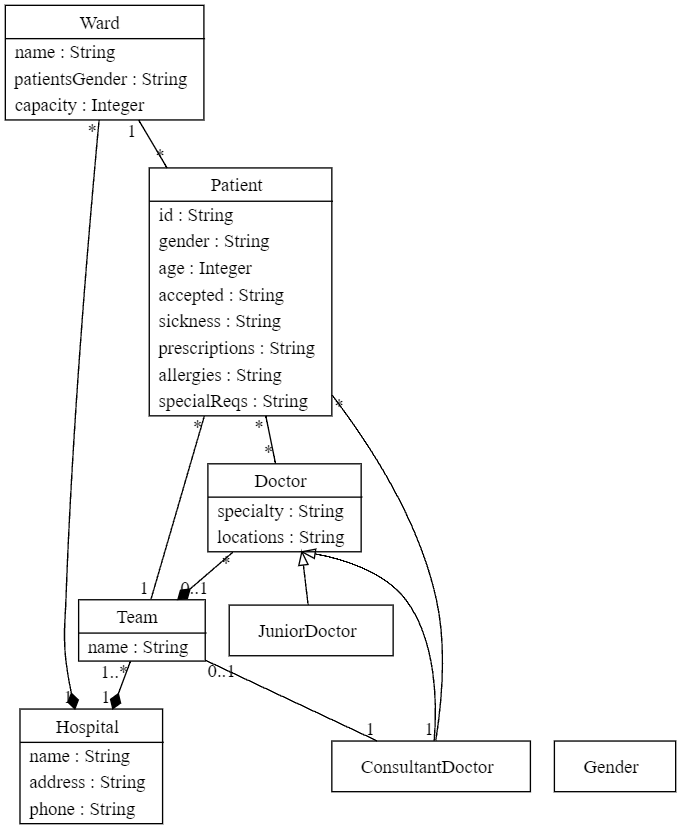 Ward
name : String
patientsGender : String
capacity : Integer
* 1
*
Patient
id : String
gender : String
age : Integer
accepted : String
sickness : String
prescriptions : String
allergies : String
specialReqs : String
*
* *
*
Doctor
specialty : String
locations : String
*
1 0..1
Team
name : String
JuniorDoctor
1..* 0..1
1 1
Hospital
name : String
address : String
phone : String
1 1
ConsultantDoctor
Gender